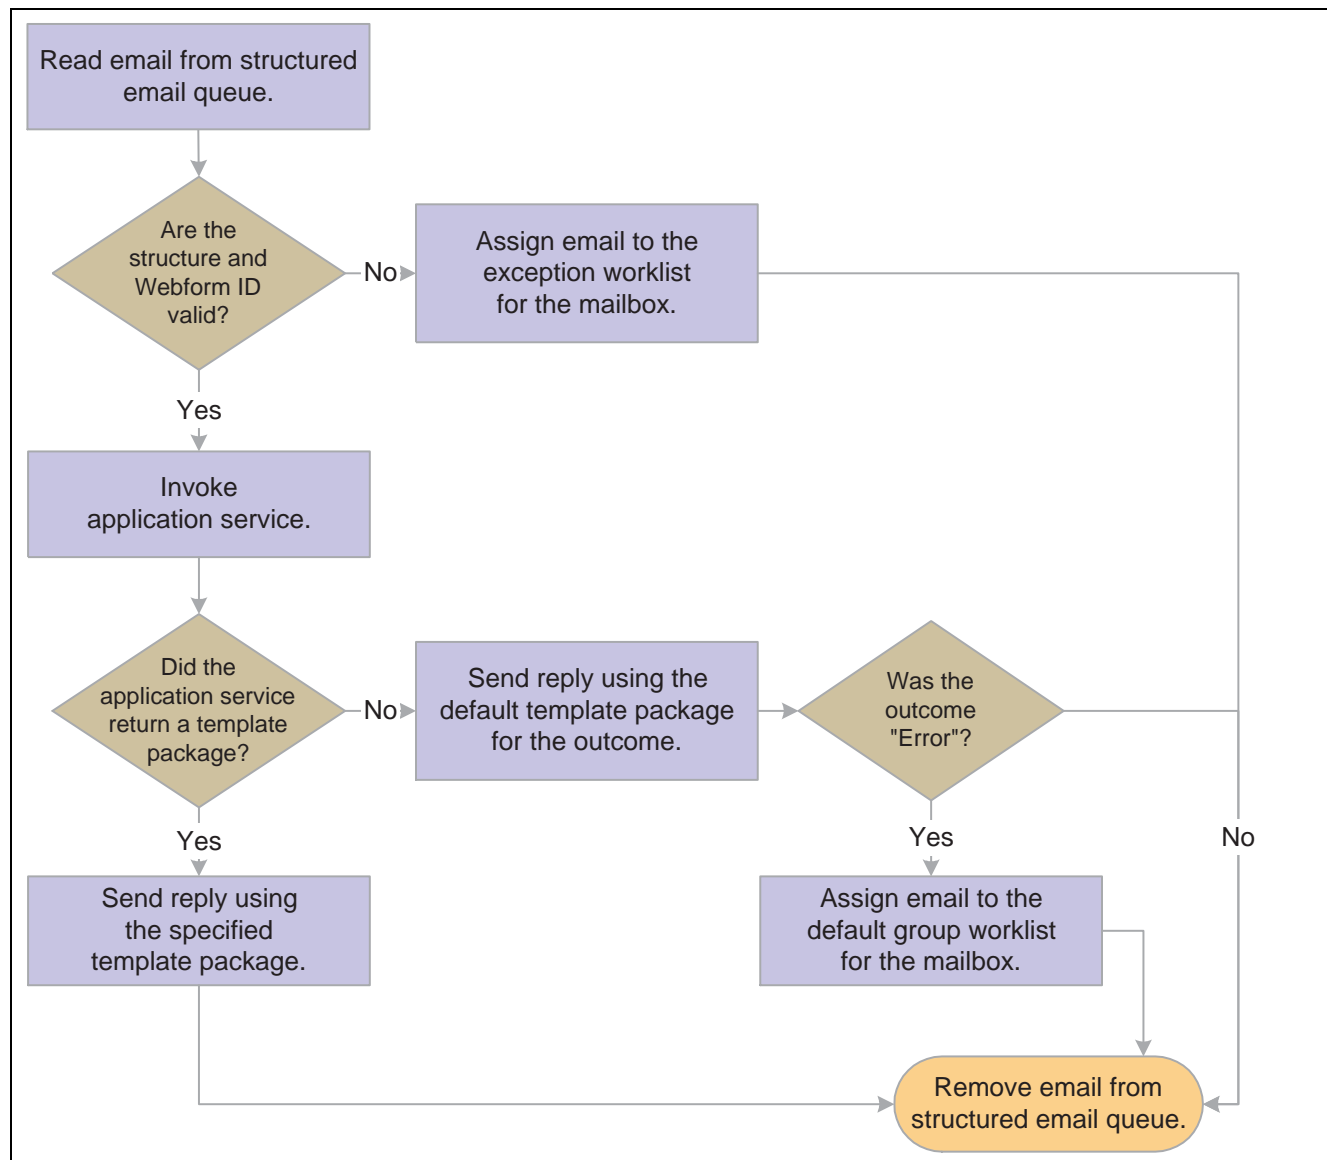 Read email from structured
email queue.
Are the
structure and
Webform ID
valid?
No
Assign email to the
exception worklist
for the mailbox.
Yes
Invoke
application service.
Did the
application service
return a template
package?
No
Send reply using the
default template package
for the outcome.
Was the
outcome
"Error"?
Yes
Yes
No
Send reply using
the specified
template package.
Assign email to the
default group worklist
for the mailbox.
Remove email from
structured email queue.